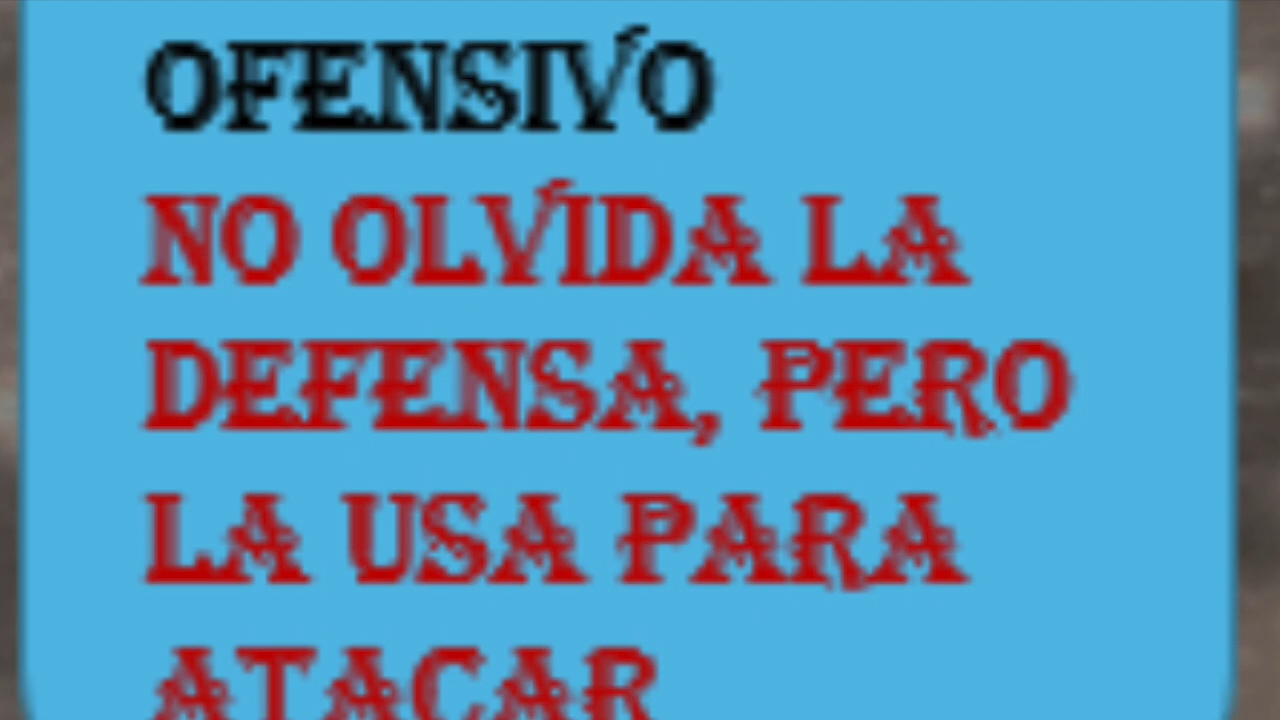 OFENSIVO
NO OLVIDA LA
DEFENSA, PERO
LA USA PARA
ATACAR